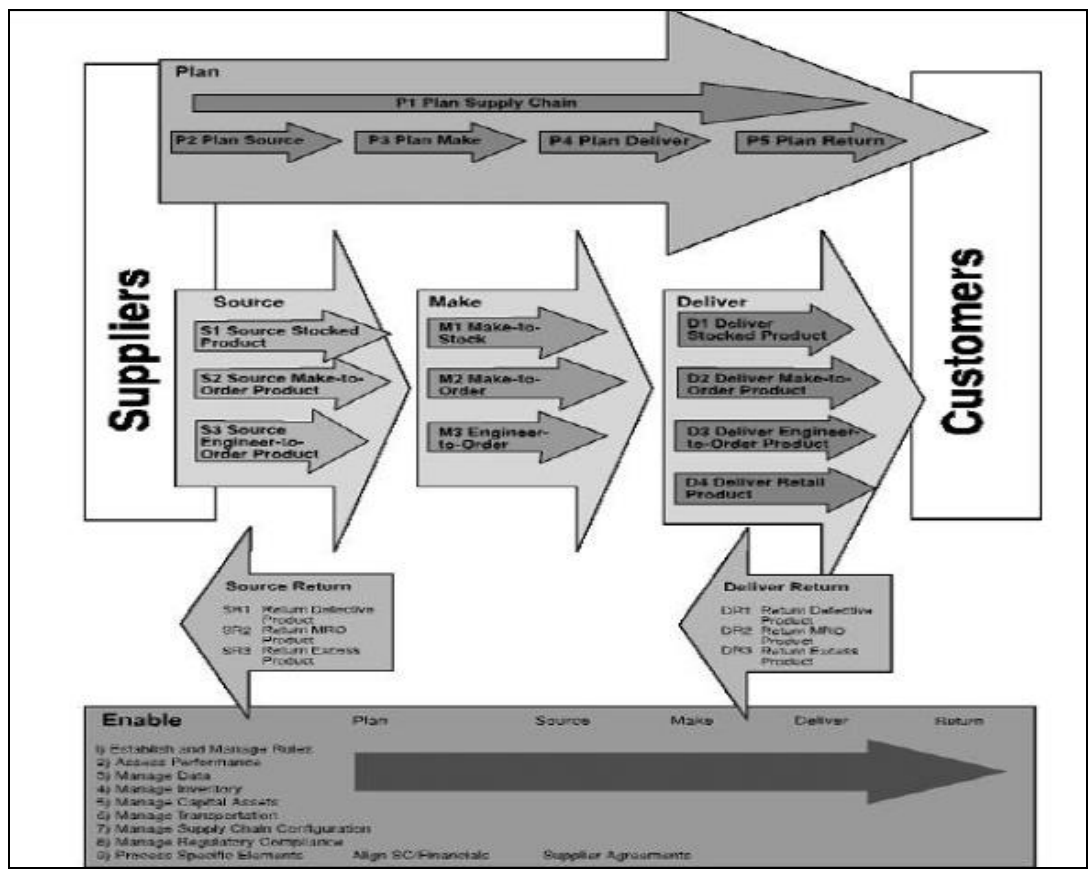 Plan
P1 Plan Supply Chain
P2 Plan Source
P3 Plan Make
P4 Plan Deliver
P5 Plan Return
Suppliers
Customers
Source
S1 Source Stocked
Product
S2 Source Make-to-
Order Product
S3 Source
Engineer-to-
Order Product
Make
M1 Make-to-
Stock
M2 Make-to-
Order
M3 Engineer-
to-Order
Deliver
D1 Deliver
Stocked Product
D2 Deliver Make-to-
Order Product
D3 Deliver Engineer-
to-Order Product
D4 Deliver Retail
Product
Source Return
SR1 Return Defective
Product
SR2 Return MRO
Product
SR3 Return Excess
Product
Deliver Return
DR1 Return Defective
Product
DR2 Return MRO
Product
DR3 Return Excess
Product
Enable
Plan Source Make Deliver Return
1) Establish and Manage Rules
2) Assess Performance
3) Manage Data
4) Manage Inventory
5) Manage Capital Assets
6) Manage Transportation
7) Manage Supply Chain Configuration
8) Manage Regulatory Compliance
9) Process Specific Elements Align SC/Financials Supplier Agreements